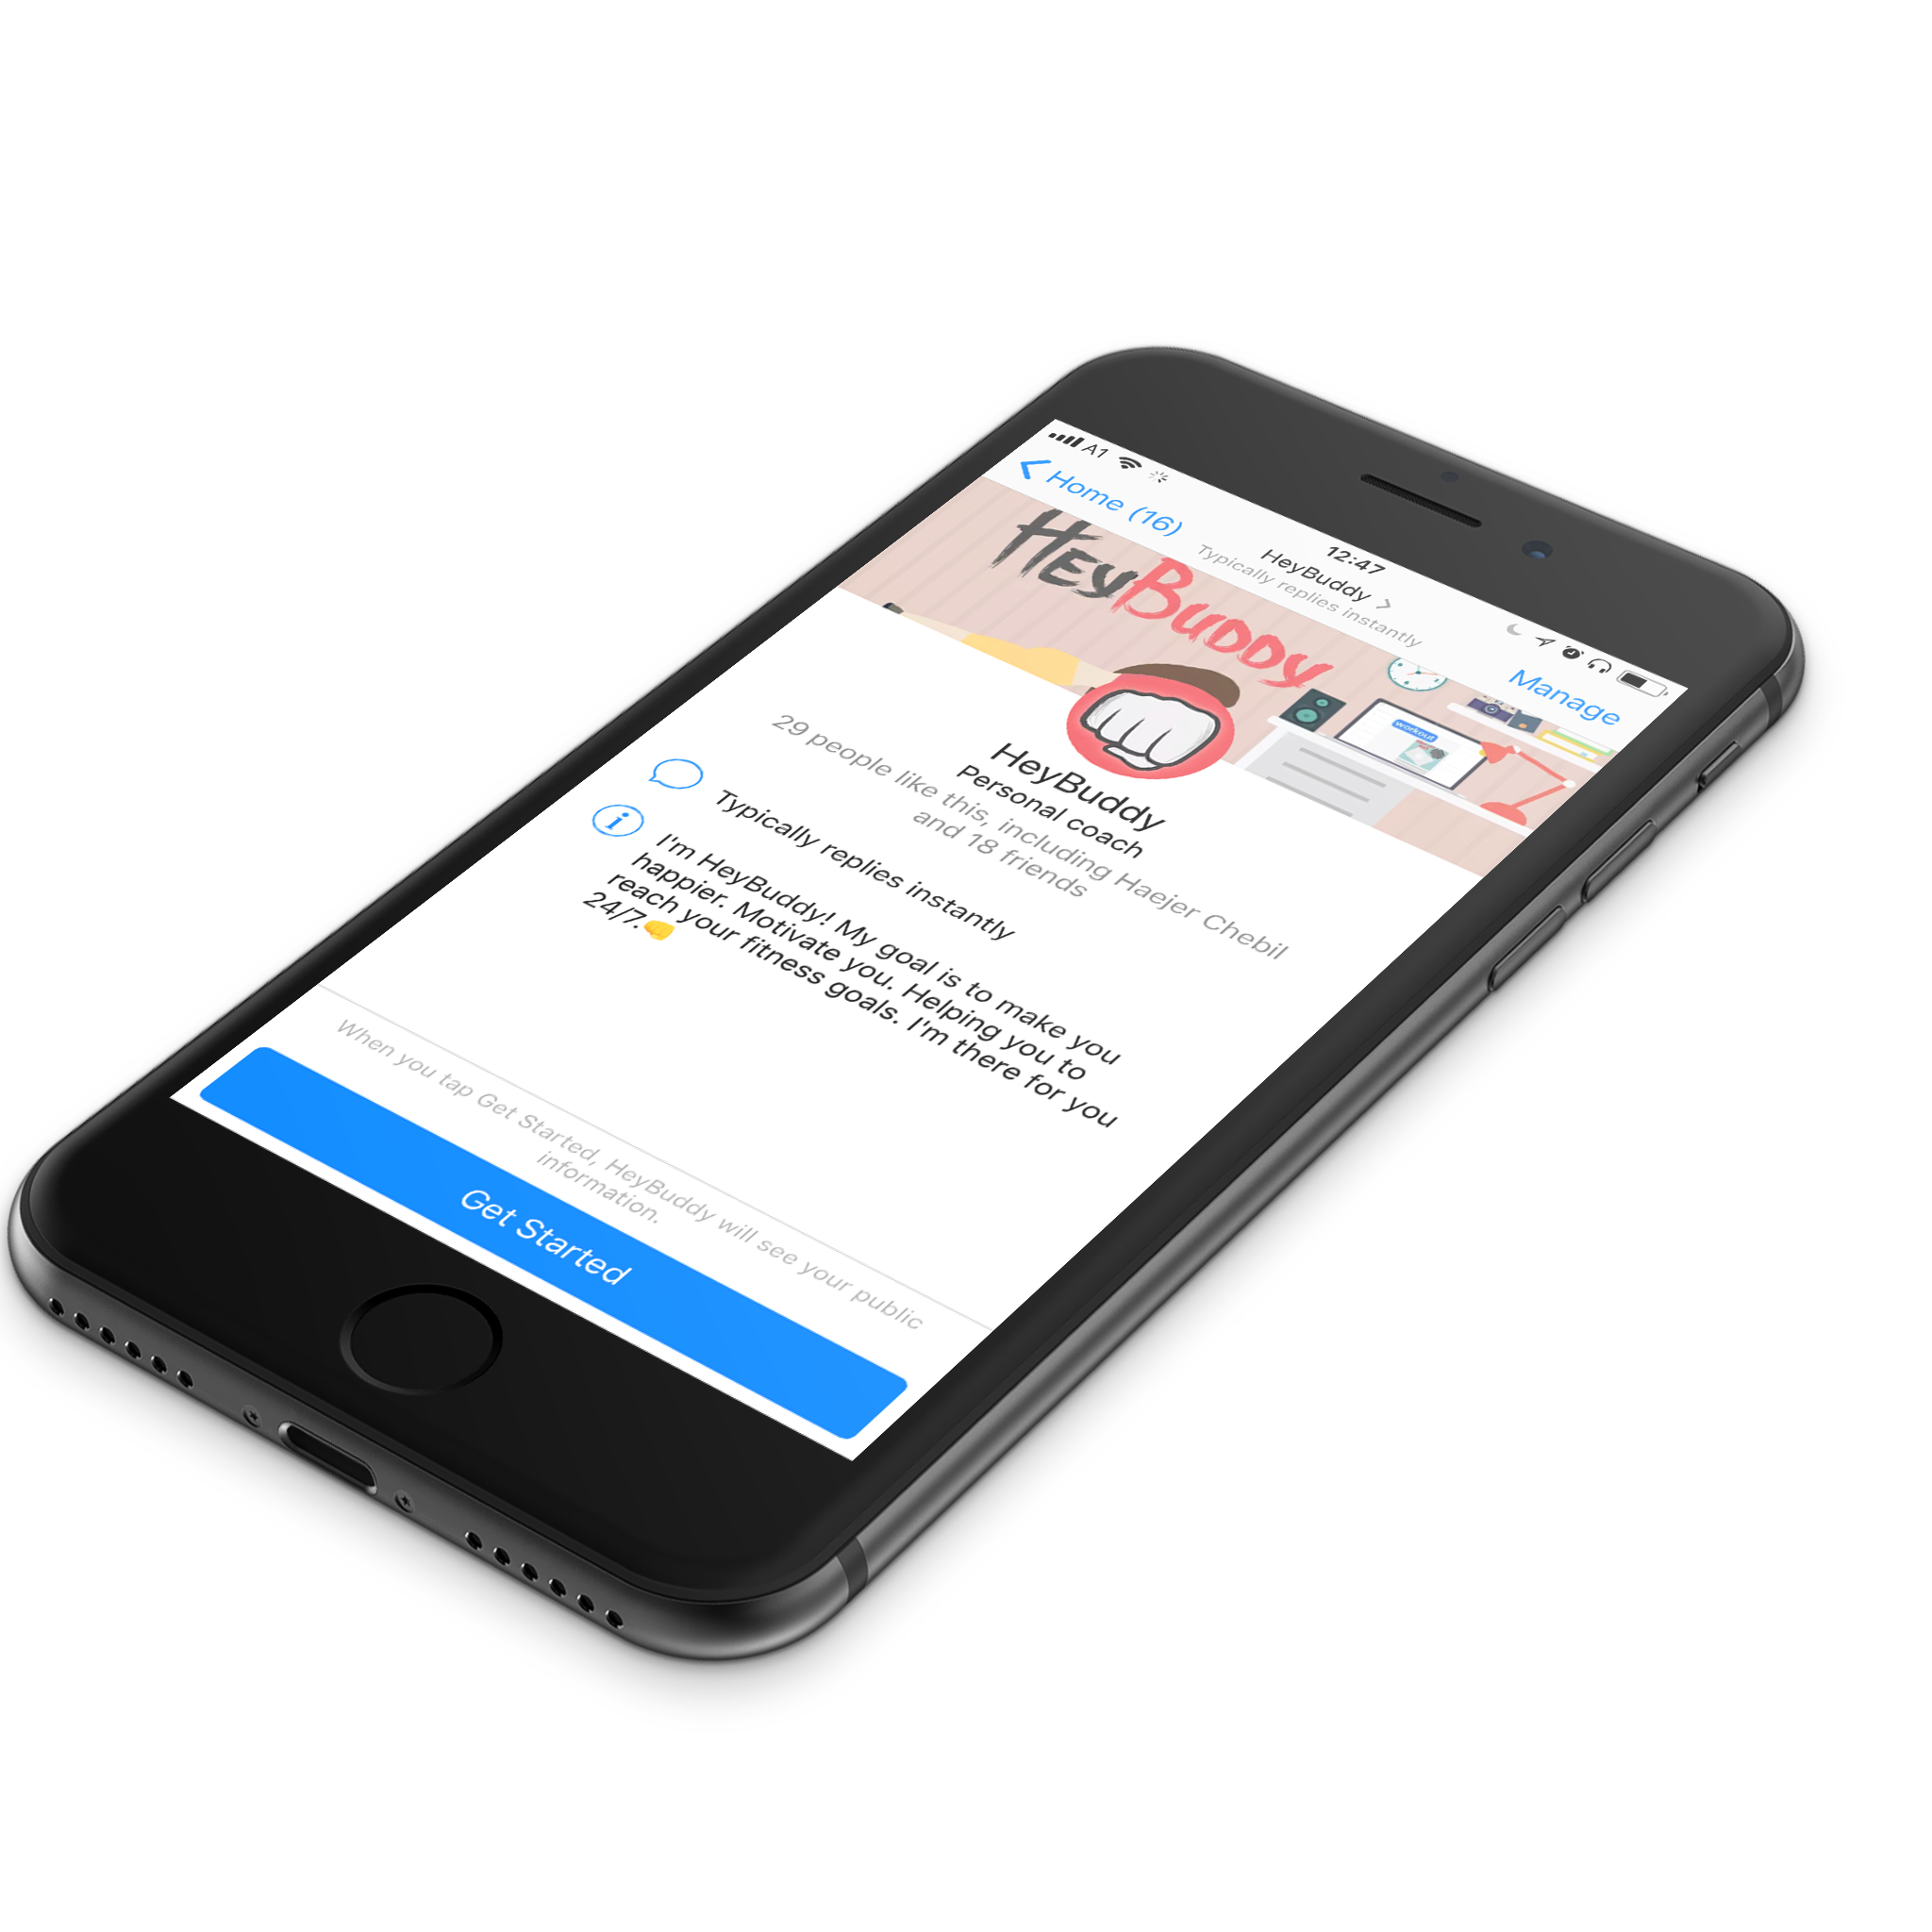 A1
12:47
Home (16)
HeyBuddy
Typically replies instantly
Manage
HEYBUDDY
workout
HeyBuddy
Personal coach
29 people like this, including Haejer Chebil
and 18 friends
Typically replies instantly
I'm HeyBuddy! My goal is to make you
happier. Motivate you. Helping you to
reach your fitness goals. I'm there for you
24/7.👊
When you tap Get Started, HeyBuddy will see your public
information.
Get Started